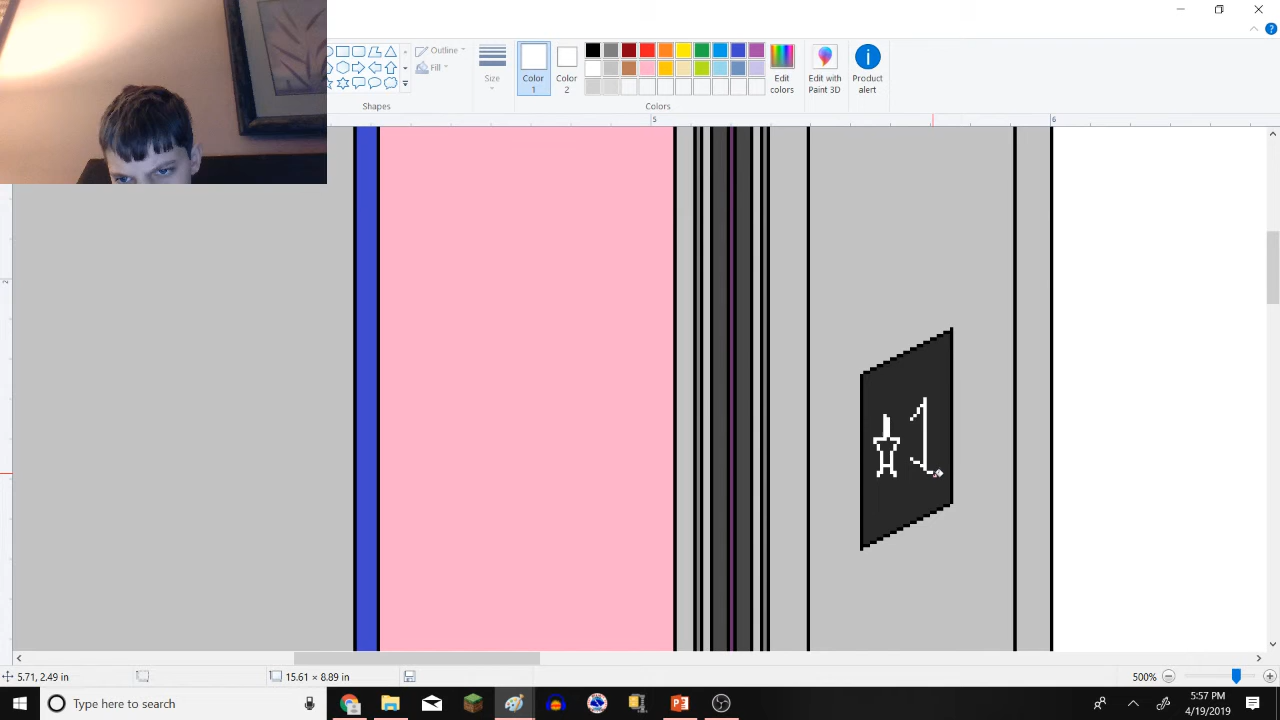 Outline
Fill
Shapes
Size
Color 1
Color 2
Edit colors
Colors
Edit with Paint 3D
Product alert
5
6
2
1
5.71, 2.49 in
15.61 × 8.89 in
500%
Type here to search
5:57 PM
4/19/2019